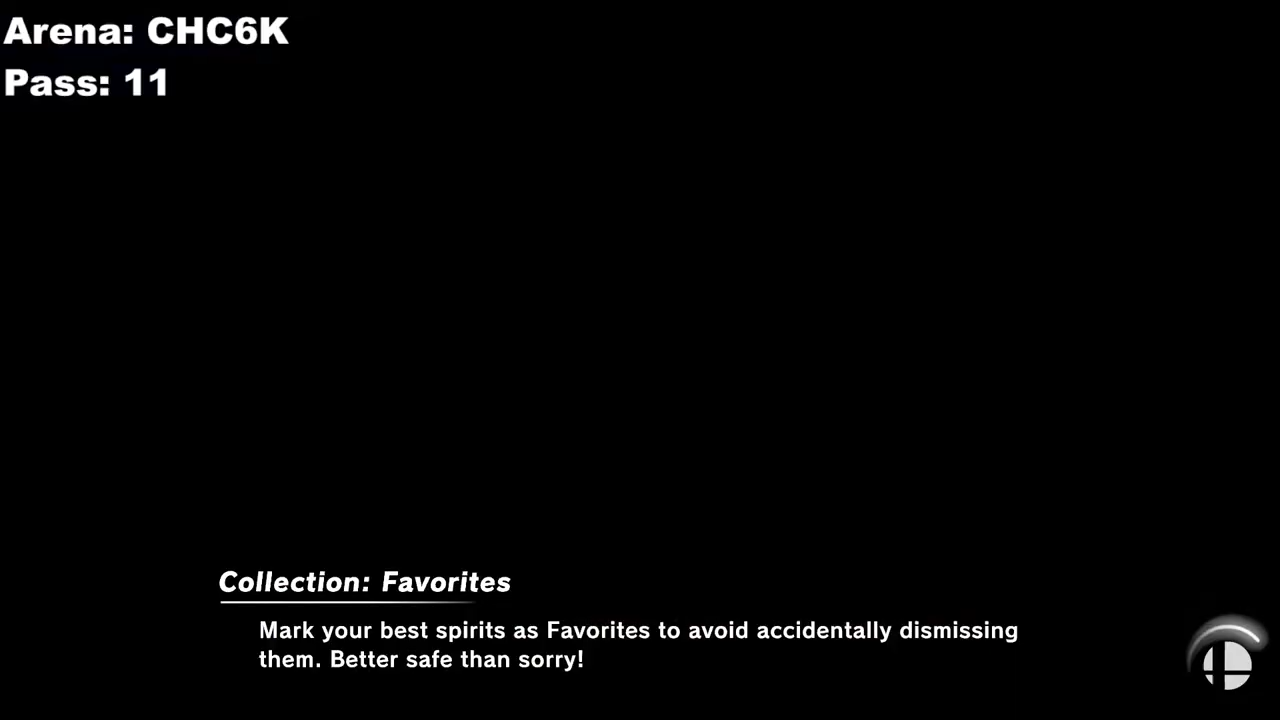 Arena: CHC6K
Pass: 11
Collection: Favorites
Mark your best spirits as Favorites to avoid accidentally dismissing
them. Better safe than sorry!